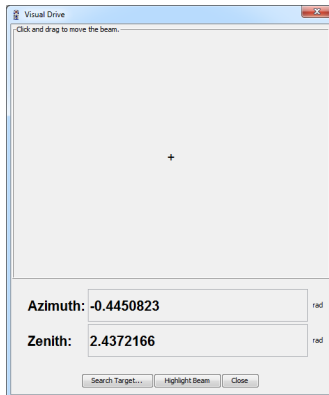 Visual Drive
Click and drag to move the beam.
Azimuth: -0.4450823 rad
Zenith: 2.4372166 rad
Search Target... Highlight Beam Close